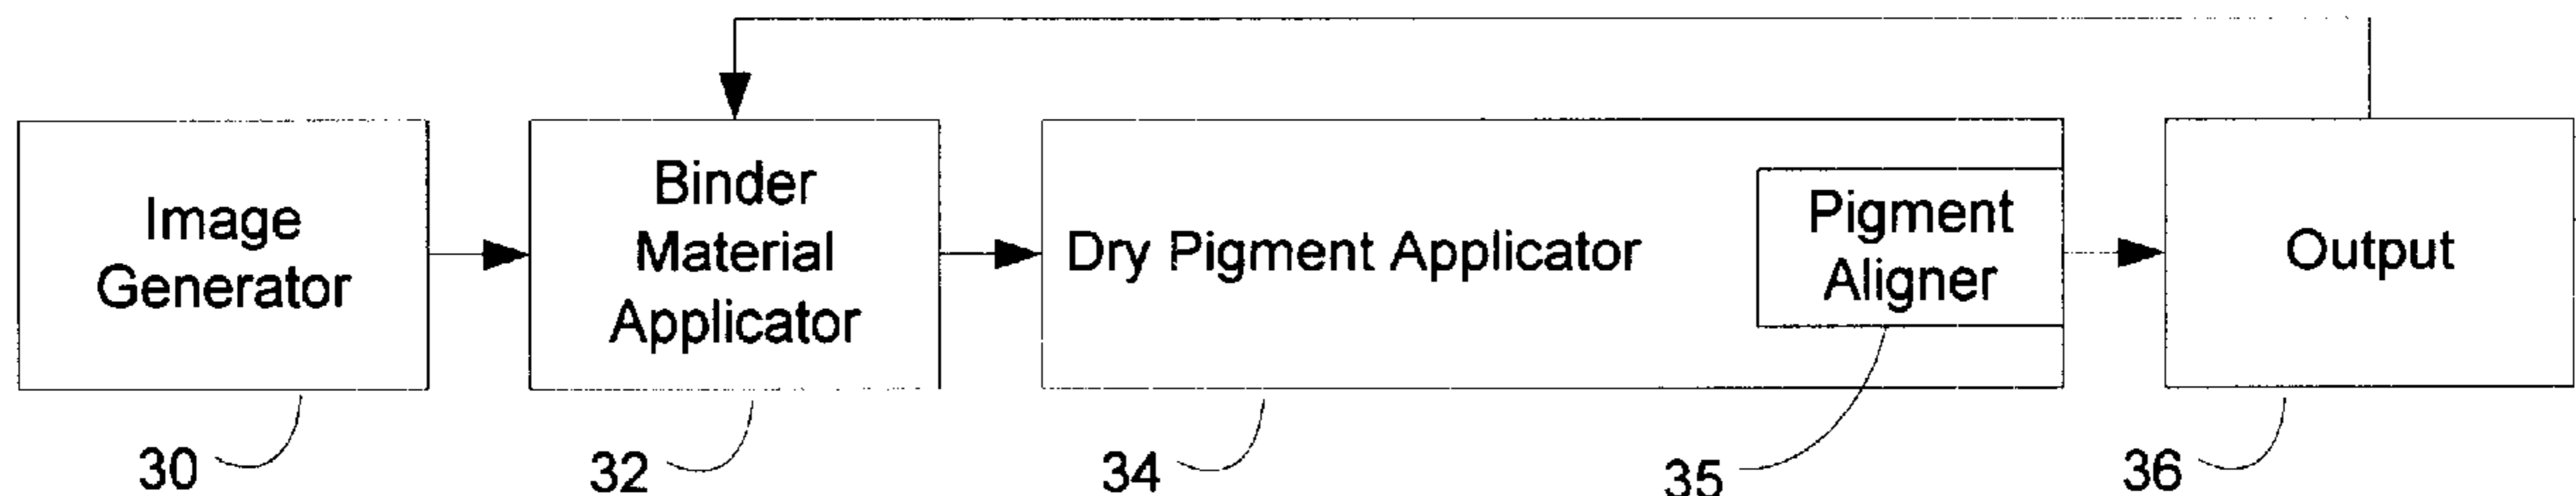 Image
Generator
Binder
Material
Applicator
Dry Pigment Applicator
Pigment
Aligner
Output
30
32
34
35
36